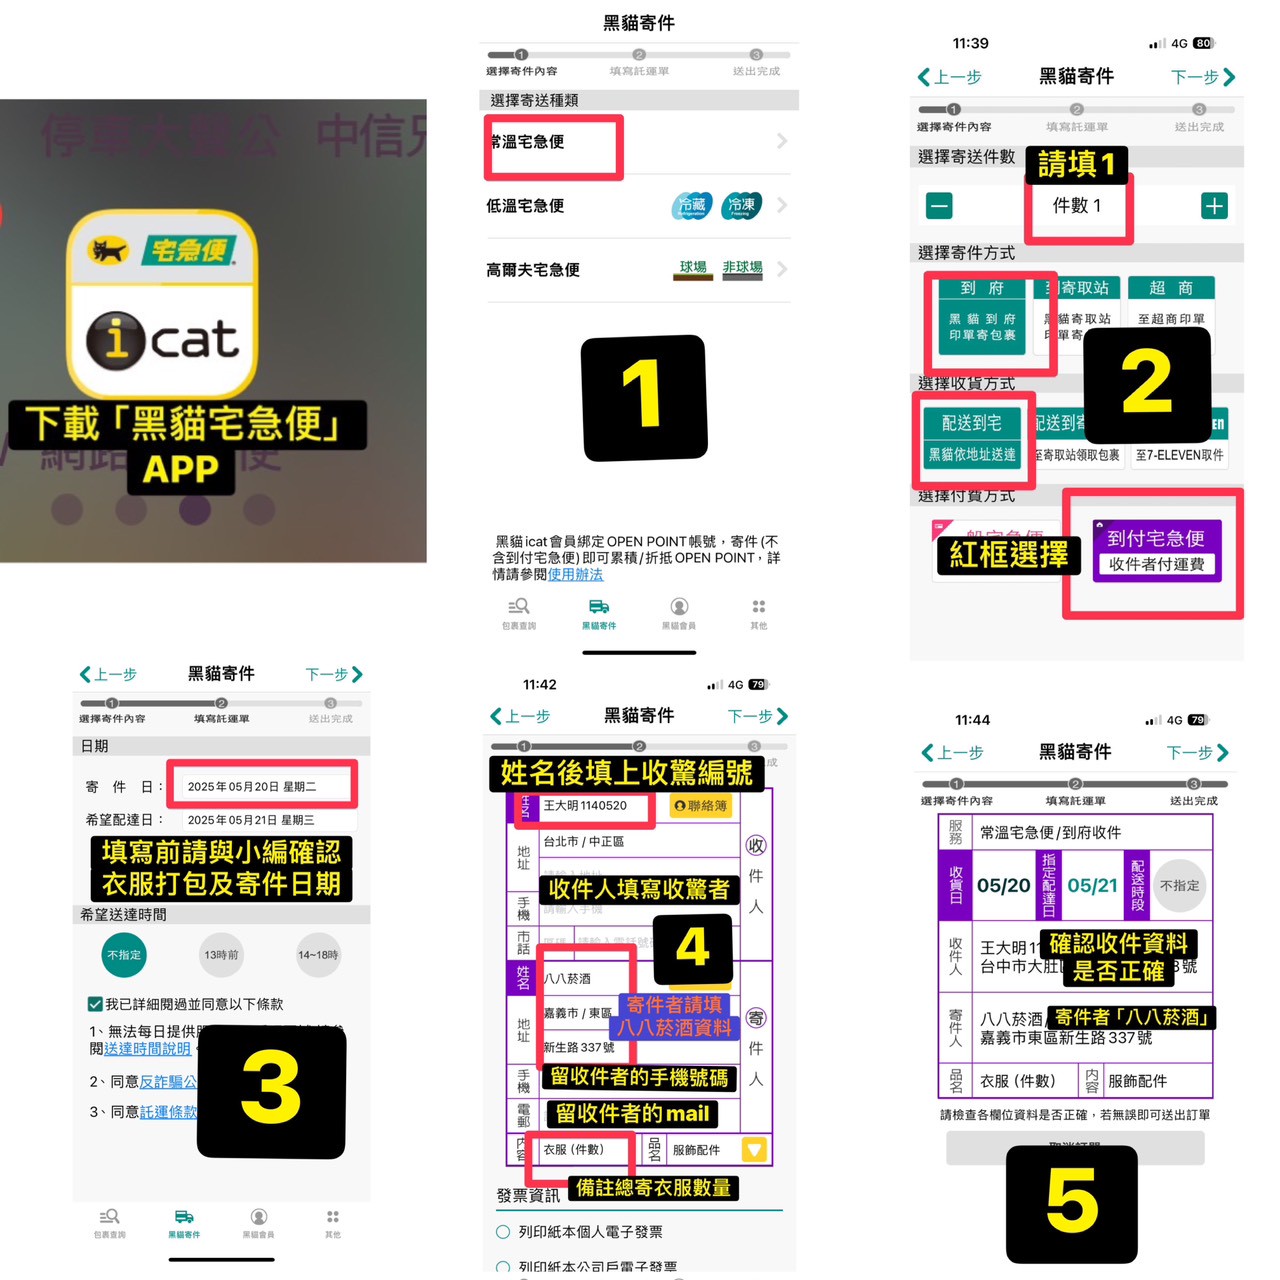 停車大聲公 中信兄
宅急便
icat
下載「黑貓宅急便」
APP
黑貓寄件
1 2 3
選擇寄件內容 填寫託運單 送出完成
選擇寄送種類
常溫宅急便
低溫宅急便 冷藏 Refrigeration 冷凍 Freezing
高爾夫宅急便 球場 非球場
1
黑貓icat會員綁定OPEN POINT帳號，寄件(不
含到付宅急便)即可累積/折抵OPEN POINT，詳
情請參閱使用辦法
包裹查詢 黑貓寄件 黑貓會員 其他
11:39 4G 80
上一步 黑貓寄件 下一步
1 2 3
選擇寄件內容 填寫託運單 送出完成
選擇寄送件數
請填1
件數 1
選擇寄件方式
到府 到寄取站 超商
黑貓到府 黑貓寄取站 至超商印單
印單寄包裹 印單寄
2
選擇收貨方式
配送到宅 配送到寄
黑貓依地址送達 至寄取站領取包裹 至7-ELEVEN取件
選擇付費方式
到付宅急便
紅框選擇
收件者付運費
上一步 黑貓寄件 下一步
1 2 3
選擇寄件內容 填寫託運單 送出完成
日期
寄件日： 2025年05月20日 星期二
希望配達日： 2025年05月21日 星期三
填寫前請與小編確認
衣服打包及寄件日期
希望送達時間
不指定 13時前 14~18時
我已詳細閱過並同意以下條款
1、無法每日提供
閱送達時間說明
2、同意反詐騙公
3、同意託運條款
3
包裹查詢 黑貓寄件 黑貓會員 其他
11:42 4G 79
上一步 黑貓寄件 下一步
1 2 3
姓名後填上收驚編號
姓名 王大明1140520 聯絡簿
地址 台北市 / 中正區
收件人
收件人填寫收驚者
手機 請輸入手機
市話
4
姓名 八八菸酒
寄件者請填
八八菸酒資料
地址 嘉義市 / 東區
新生路337號
寄件人
手機 留收件者的手機號碼
電郵 留收件者的mail
內容 衣服 (件數) 品名 服飾配件
備註總寄衣服數量
發票資訊
列印紙本個人電子發票
列印紙本公司戶電子發票
11:44 4G 79
上一步 黑貓寄件 下一步
1 2 3
選擇寄件內容 填寫託運單 送出完成
服務 常溫宅急便/到府收件
收貨日 05/20 指定配達日 05/21 配送時段 不指定
收件人 王大明11
台中市大肚 號
確認收件資料
是否正確
寄件人 八八菸酒/
寄件者「八八菸酒」
嘉義市東區新生路337號
品名 衣服 (件數) 內容 服飾配件
請檢查各欄位資料是否正確，若無誤即可送出訂單
5